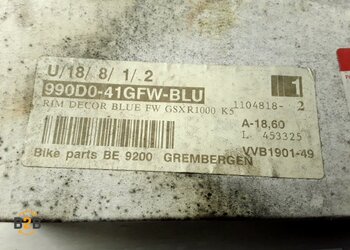 U/18/ 8/ 1/. 2
990D0-41GFW-BLU
1
RIM DECOR BLUE FW GSXR1000 K5
1104818- 2
A-18.60
L 453325
Bike parts BE 9200 GREMBERGEN
VVB1901-49
B2B